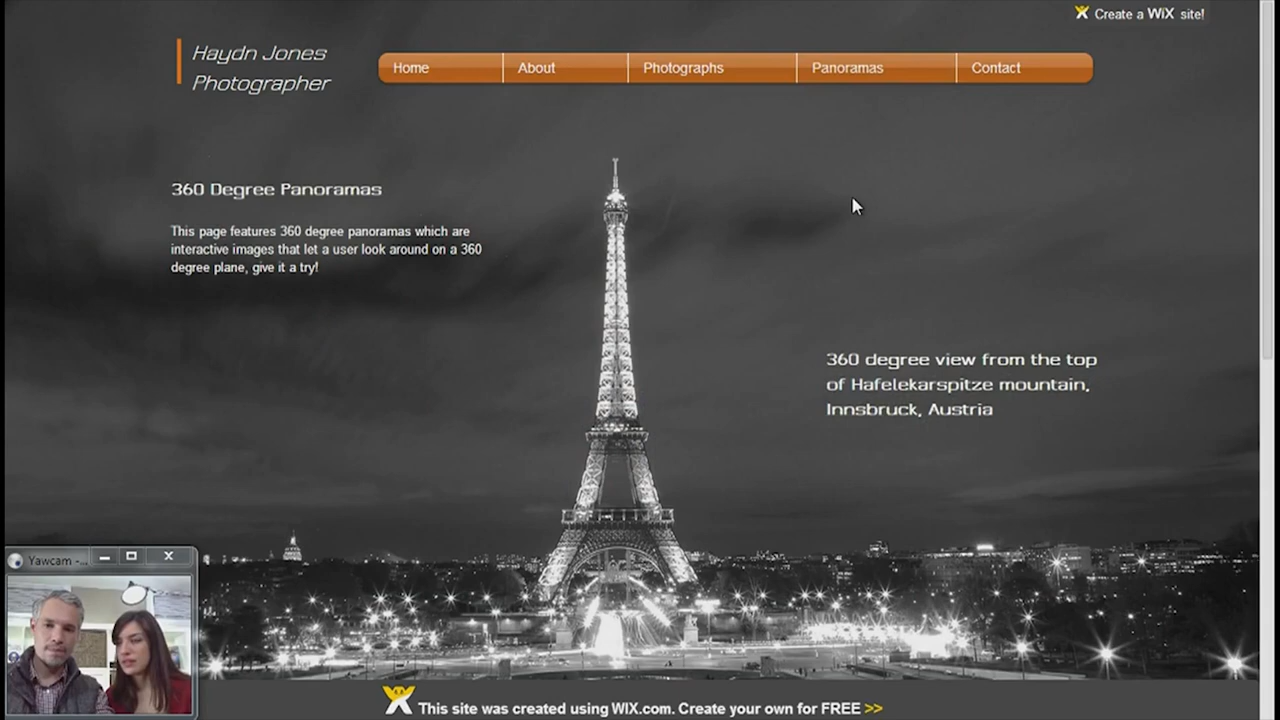 Create a WiX site!
Haydn Jones
Photographer
Home
About
Photographs
Panoramas
Contact
360 Degree Panoramas
This page features 360 degree panoramas which are
interactive images that let a user look around on a 360
degree plane, give it a try!
360 degree view from the top
of Hafelekarspitze mountain,
Innsbruck, Austria
Yawcam -...
This site was created using WIX.com. Create your own for FREE >>